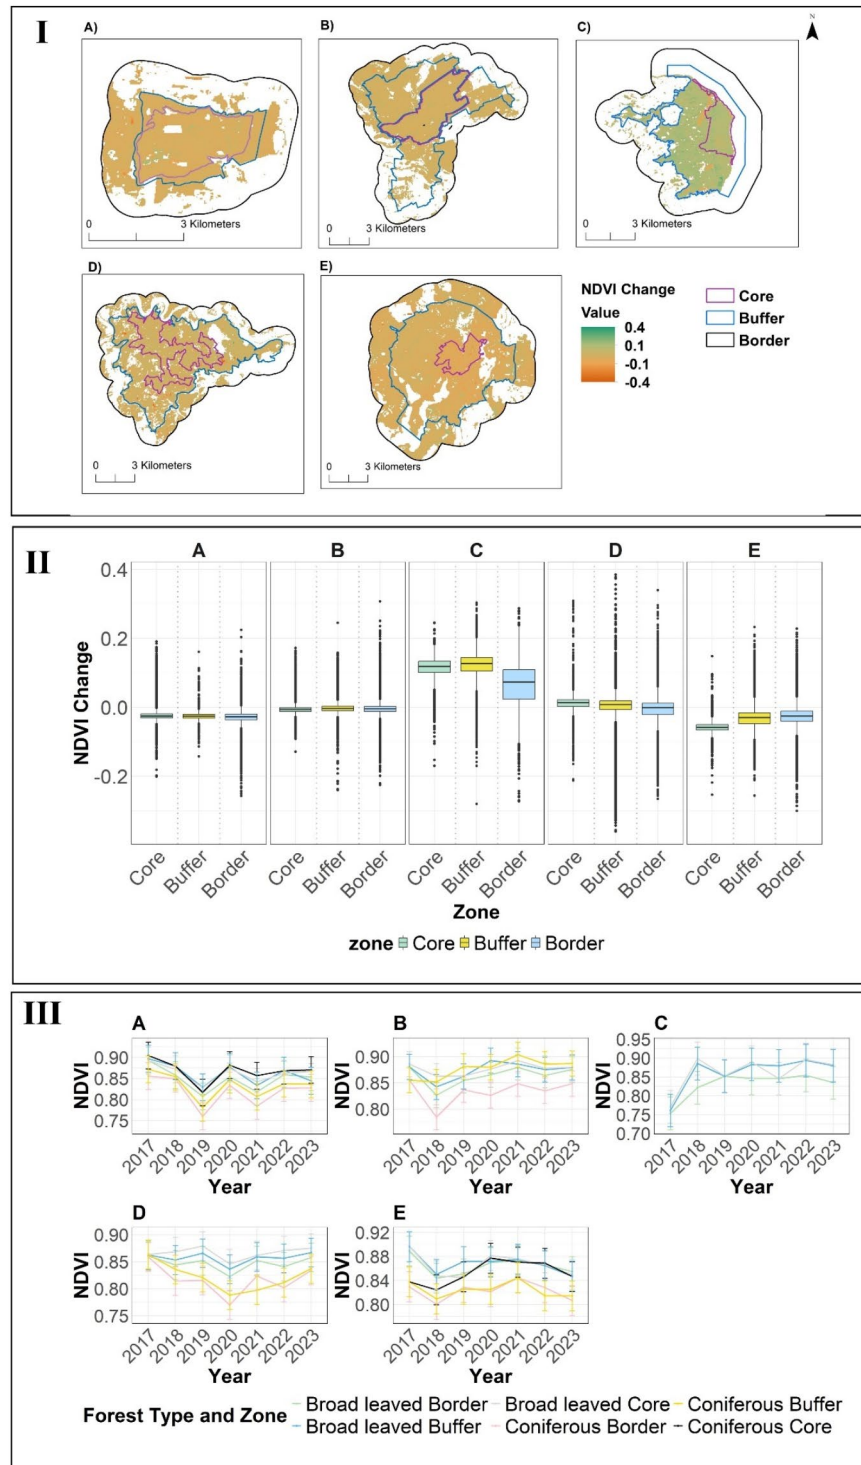 I
A)
B)
C)
N
0 3 Kilometers
0 3 Kilometers
0 3 Kilometers
D)
E)
NDVI Change
Value
0.4
0.1
-0.1
-0.4
Core
Buffer
Border
0 3 Kilometers
0 3 Kilometers
II
A B C D E
NDVI Change
0.4
0.2
0.0
-0.2
Core Buffer Border Core Buffer Border Core Buffer Border Core Buffer Border Core Buffer Border
Zone
zone Core Buffer Border
III
A
NDVI
0.90
0.85
0.80
0.75
2017 2018 2019 2020 2021 2022 2023
Year
B
NDVI
0.90
0.85
0.80
2017 2018 2019 2020 2021 2022 2023
Year
C
NDVI
0.95
0.90
0.85
0.80
0.75
0.70
2017 2018 2019 2020 2021 2022 2023
Year
D
NDVI
0.90
0.85
0.80
0.75
2017 2018 2019 2020 2021 2022 2023
Year
E
NDVI
0.92
0.88
0.84
0.80
2017 2018 2019 2020 2021 2022 2023
Year
Forest Type and Zone
Broad leaved Border Broad leaved Core Coniferous Buffer
Broad leaved Buffer Coniferous Border Coniferous Core